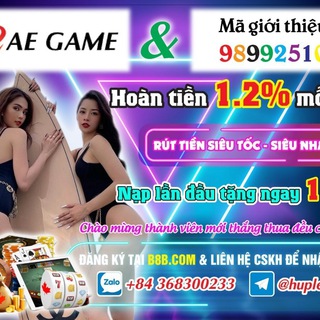 AE GAME & Mã giới thiệu
98992510
Hoàn tiền 1.2% mỗ
RÚT TIỀN SIÊU TỐC - SIÊU NHA
Nạp lần đầu tặng ngay 1
Chào mừng thành viên mới thắng thua đều c
ĐĂNG KÝ TẠI 888.COM & LIÊN HỆ CSKH ĐỂ NHẬ
Zalo +84 368300233 @huplo